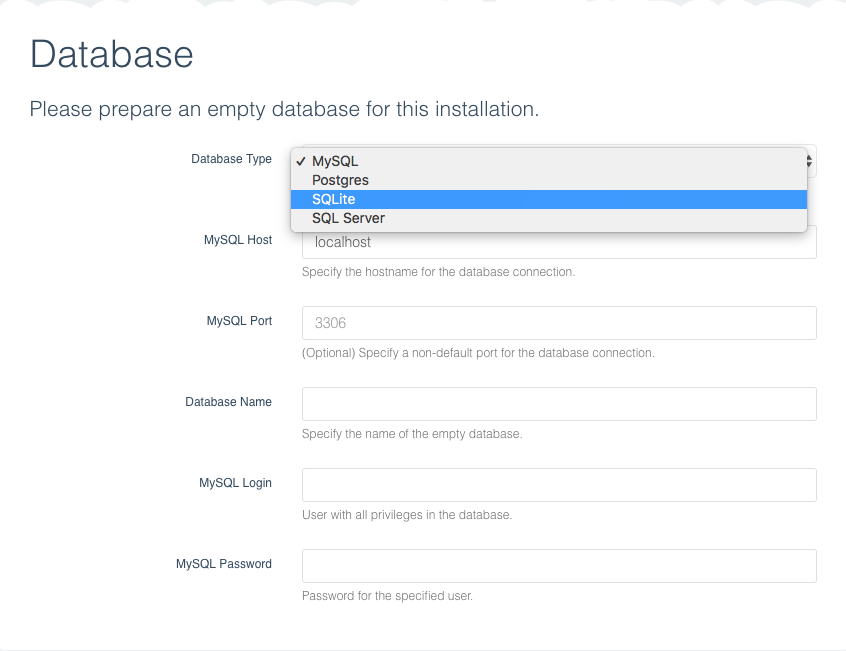 Database
Please prepare an empty database for this installation.
Database Type
✓ MySQL
Postgres
SQLite
SQL Server
MySQL Host
localhost
Specify the hostname for the database connection.
MySQL Port
3306
(Optional) Specify a non-default port for the database connection.
Database Name
Specify the name of the empty database.
MySQL Login
User with all privileges in the database.
MySQL Password
Password for the specified user.